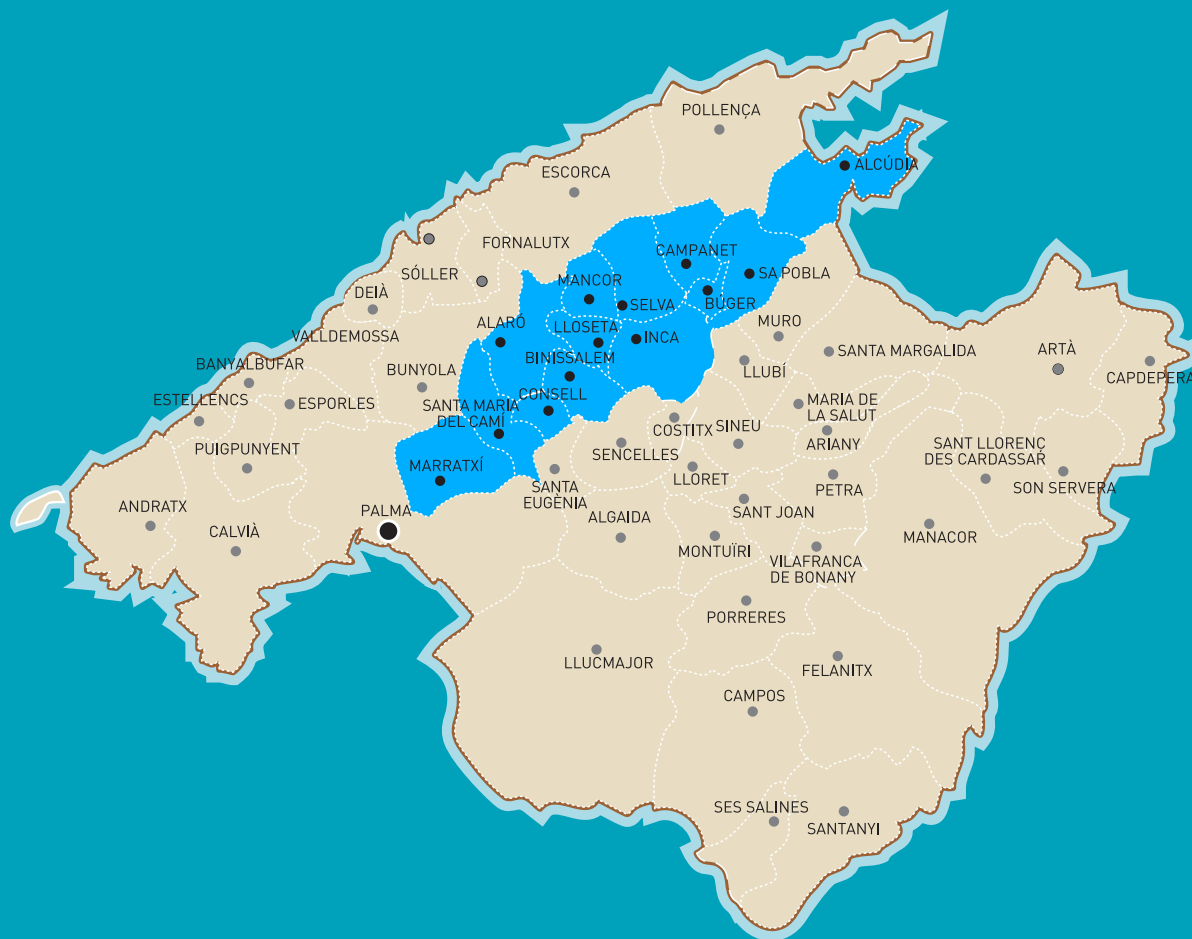 POLLENÇA
ALCÚDIA
ESCORCA
FORNALUTX
CAMPANET
SÓLLER
MANCOR
SA POBLA
DEIÀ
SELVA
BÚGER
ALARÓ
LLOSETA
MURO
VALLDEMOSSA
INCA
SANTA MARGALIDA
ARTÀ
BANYALBUFAR
BUNYOLA
BINISSALEM
LLUBÍ
CAPDEPERA
ESTELLENCS
ESPORLES
CONSELL
SANTA MARIA
DEL CAMÍ
MARIA DE
LA SALUT
COSTITX
SINEU
ARIANY
PUIGPUNYENT
SENCELLES
SANT LLORENÇ
DES CARDASSAR
MARRATXÍ
LLORET
PETRA
SON SERVERA
SANTA
EUGÈNIA
ANDRATX
PALMA
ALGAIDA
SANT JOAN
CALVIÀ
MANACOR
MONTUÏRI
VILAFRANCA
DE BONANY
PORRERES
LLUCMAJOR
FELANITX
CAMPOS
SES SALINES
SANTANYI